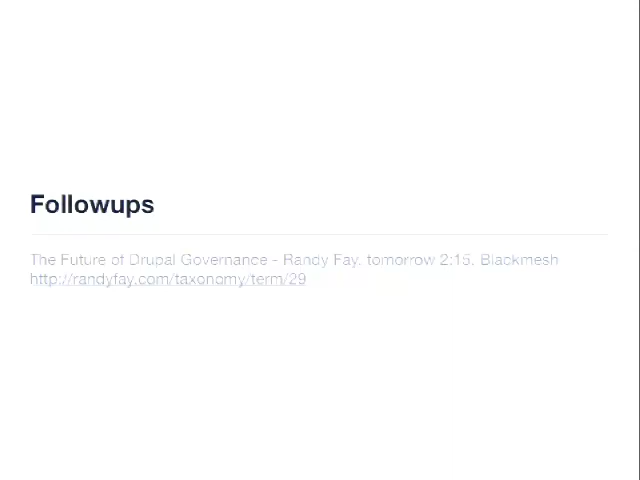 Followups
The Future of Drupal Governance - Randy Fay, tomorrow 2:15, Blackmesh
http://randyfay.com/taxonomy/term/29